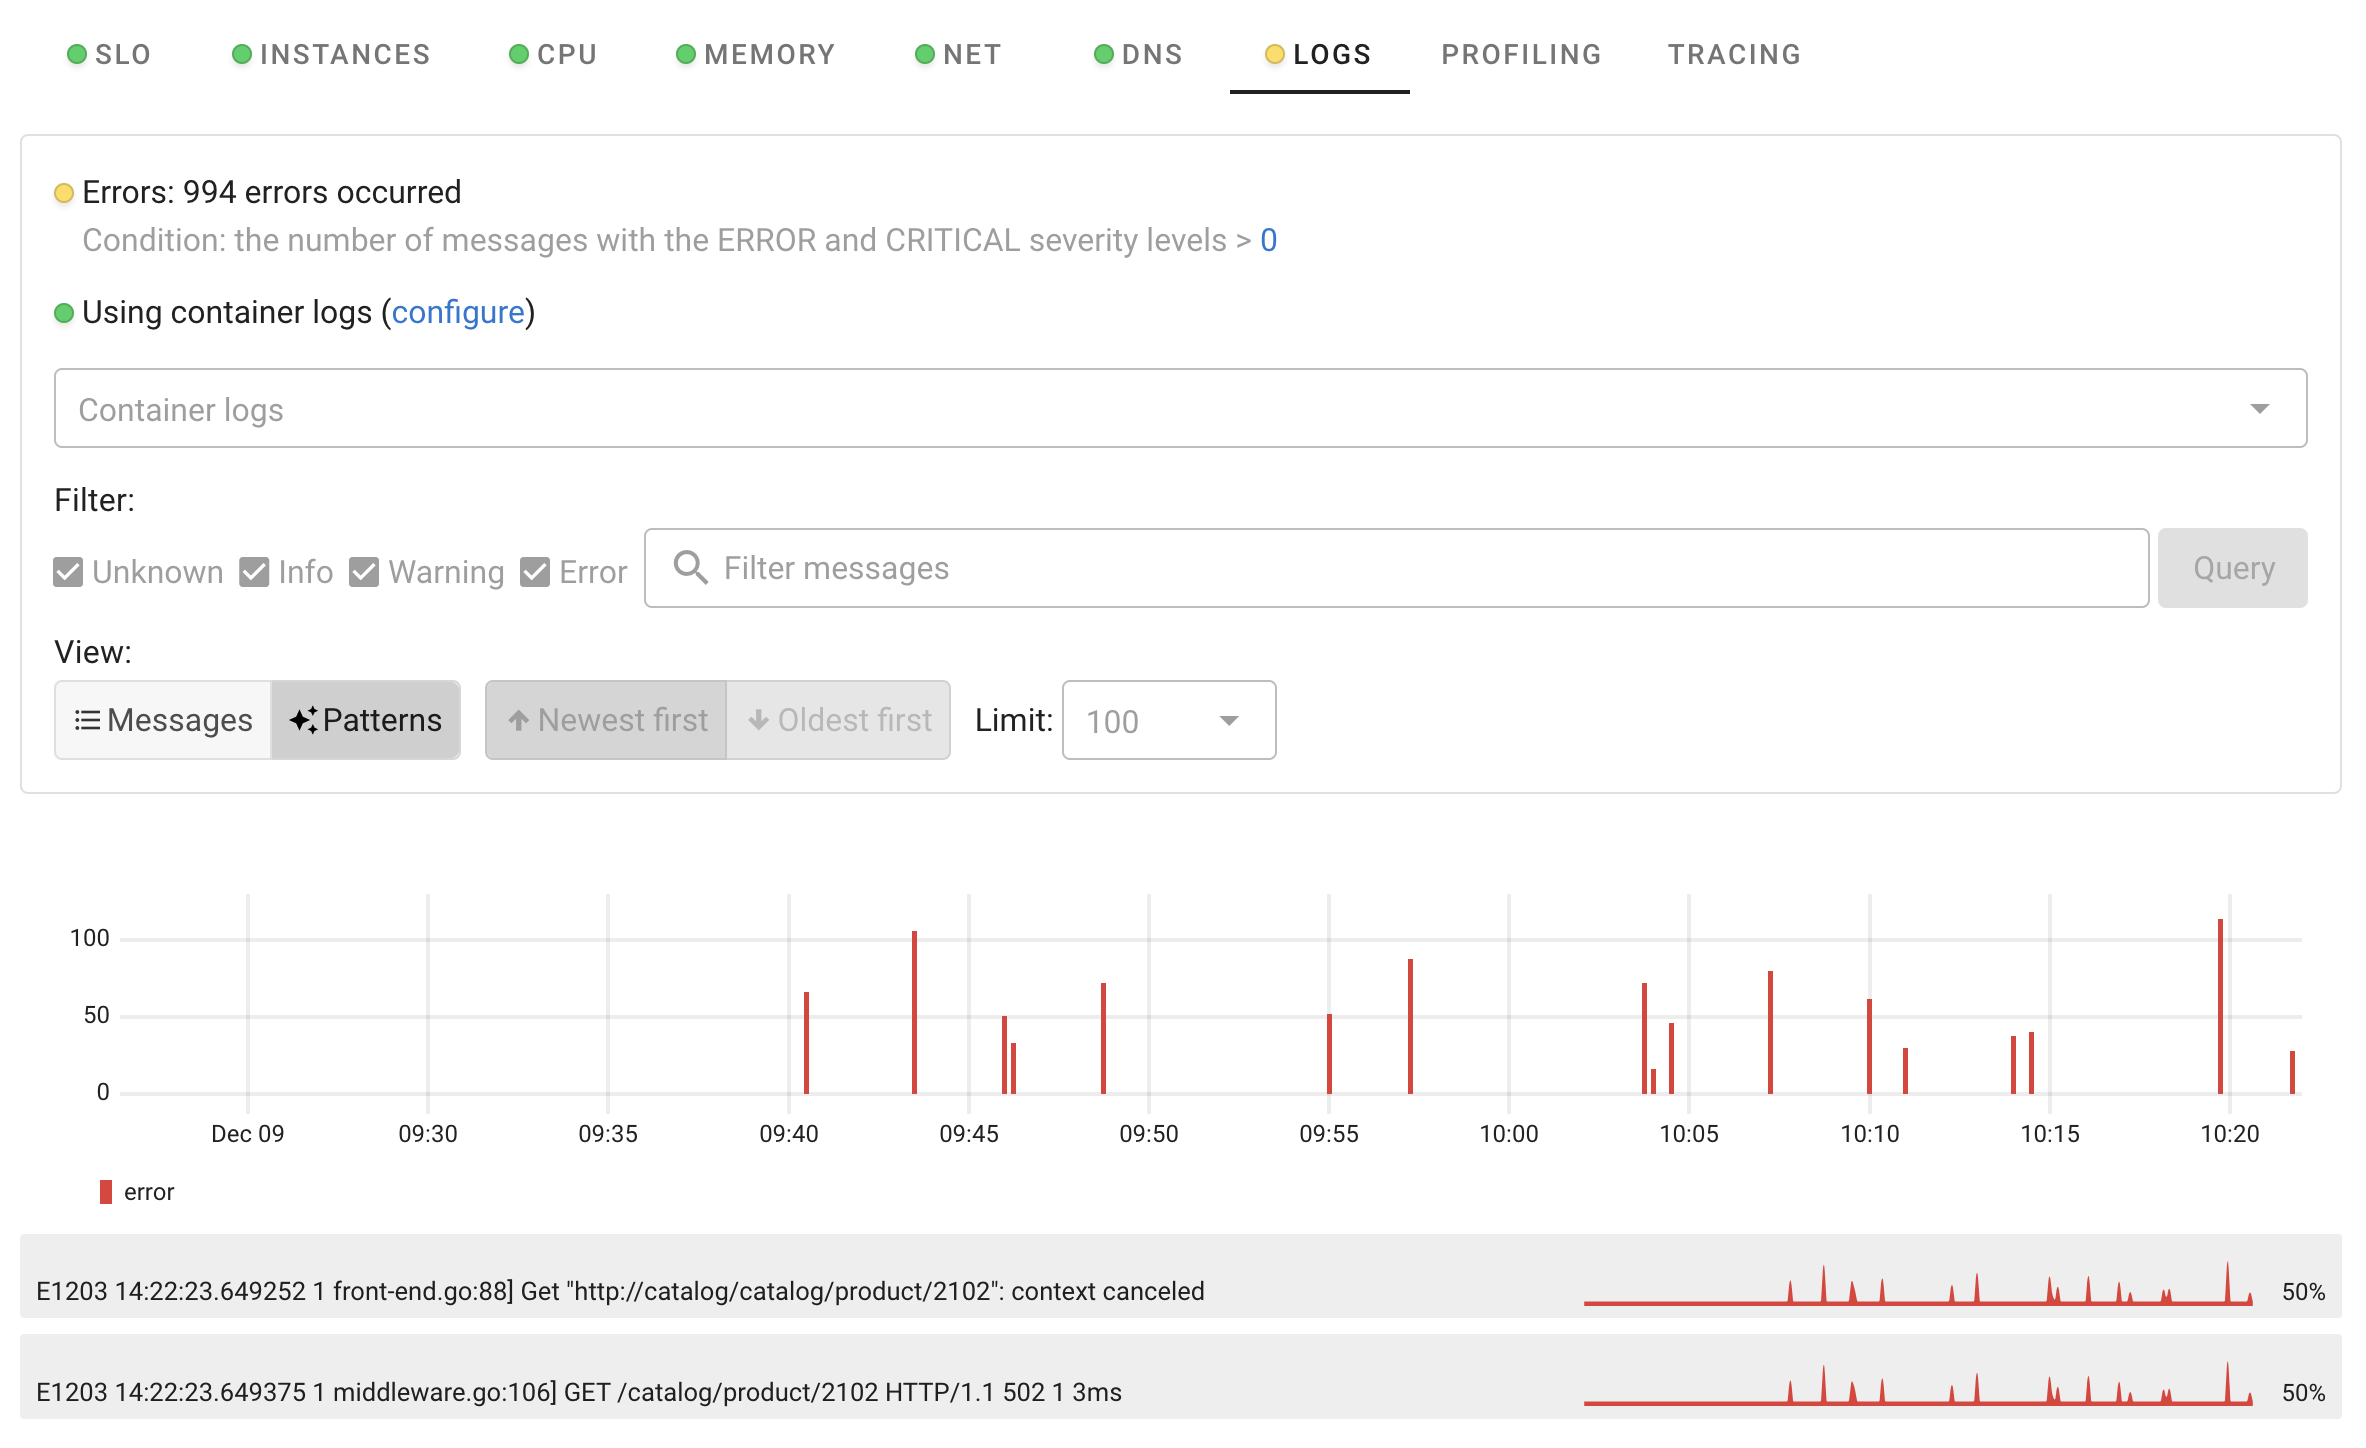 SLO INSTANCES CPU MEMORY NET DNS LOGS PROFILING TRACING
Errors: 994 errors occurred
Condition: the number of messages with the ERROR and CRITICAL severity levels > 0
Using container logs (configure)
Container logs
Filter:
Unknown Info Warning Error Filter messages Query
View:
Messages Patterns Newest first Oldest first Limit: 100
100
50
0
Dec 09 09:30 09:35 09:40 09:45 09:50 09:55 10:00 10:05 10:10 10:15 10:20
error
E1203 14:22:23.649252 1 front-end.go:88] Get "http://catalog/catalog/product/2102": context canceled 50%
E1203 14:22:23.649375 1 middleware.go:106] GET /catalog/product/2102 HTTP/1.1 502 1 3ms 50%